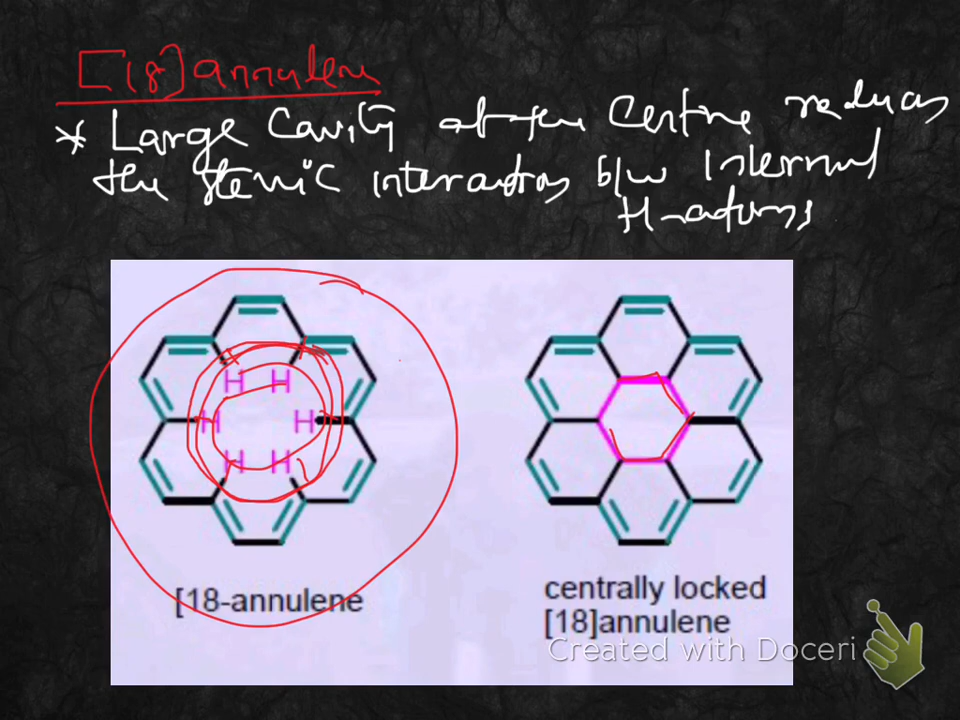 [18] annulene
* Large Cavity at the Centre reduces
the steric interactions b/w Internal
H-atoms
H H
H H
H H
[18-annulene
centrally locked
[18]annulene
Created with Doceri